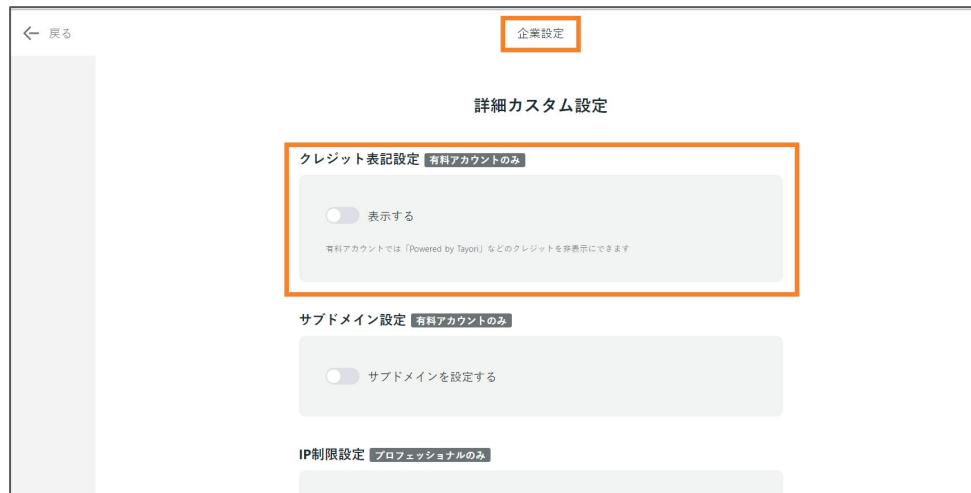 戻る
企業設定
詳細カスタム設定
クレジット表記設定 有料アカウントのみ
表示する
有料アカウントでは「Powered by Tayori」などのクレジットを非表示にできます
サブドメイン設定 有料アカウントのみ
サブドメインを設定する
IP制限設定 プロフェッショナルのみ